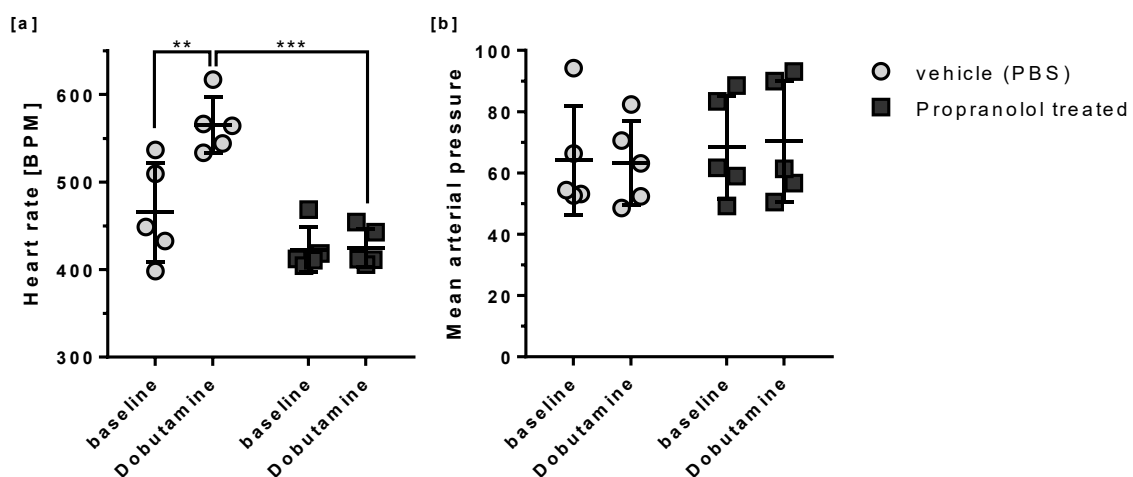 [a]
** ***
Heart rate [BPM]
600
500
400
300
baseline
Dobutamine
baseline
Dobutamine
[b]
Mean arterial pressure
100
80
60
40
20
0
baseline
Dobutamine
baseline
Dobutamine
vehicle (PBS)
Propranolol treated